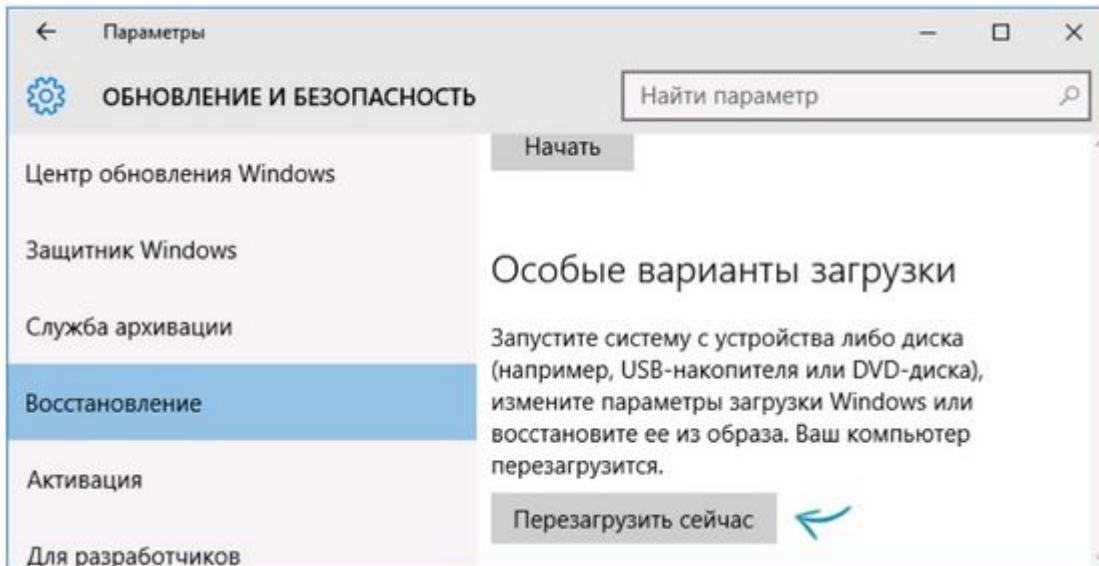 Параметры
ОБНОВЛЕНИЕ И БЕЗОПАСНОСТЬ
Найти параметр
Центр обновления Windows
Защитник Windows
Служба архивации
Восстановление
Активация
Для разработчиков
Начать
Особые варианты загрузки
Запустите систему с устройства либо диска
(например, USB-накопителя или DVD-диска),
измените параметры загрузки Windows или
восстановите ее из образа. Ваш компьютер
перезагрузится.
Перезагрузить сейчас